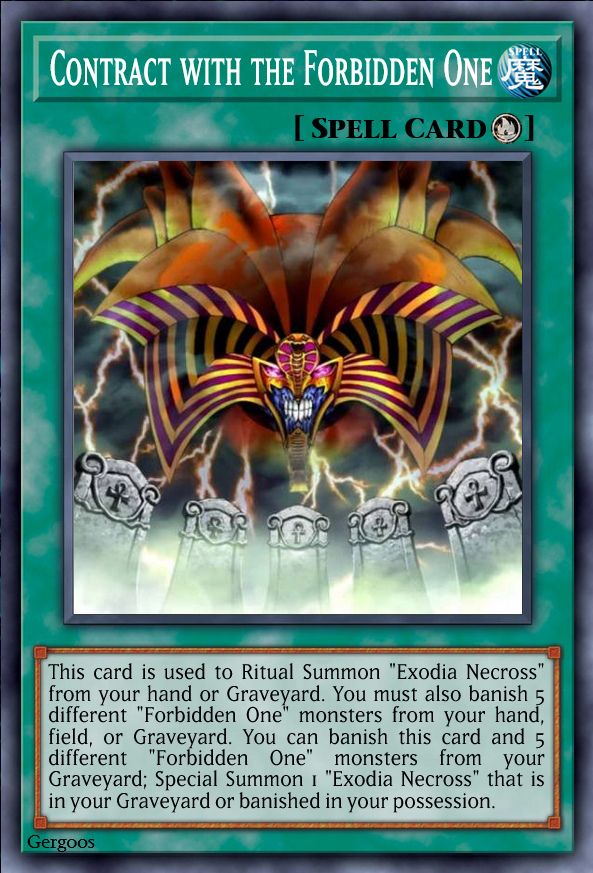 Contract with the Forbidden One
SPELL
魔
[ Spell Card ]
This card is used to Ritual Summon "Exodia Necross"
from your hand or Graveyard. You must also banish 5
different "Forbidden One" monsters from your hand,
field, or Graveyard. You can banish this card and 5
different "Forbidden One" monsters from your
Graveyard; Special Summon 1 "Exodia Necross" that is
in your Graveyard or banished in your possession.
Gergoos